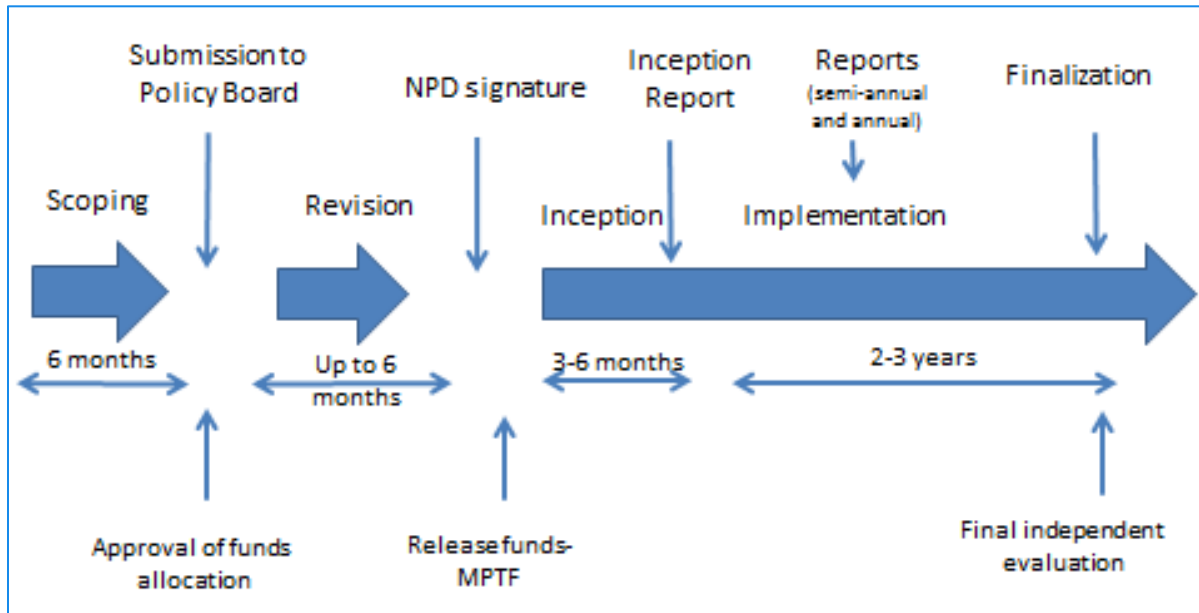 Submission to
Policy Board
NPD signature
Inception
Report
Reports
(semi-annual
and annual)
Finalization
Scoping
Revision
Inception
Implementation
6 months
Up to 6
months
3-6 months
2-3 years
Approval of funds
allocation
Release funds-
MPTF
Final independent
evaluation